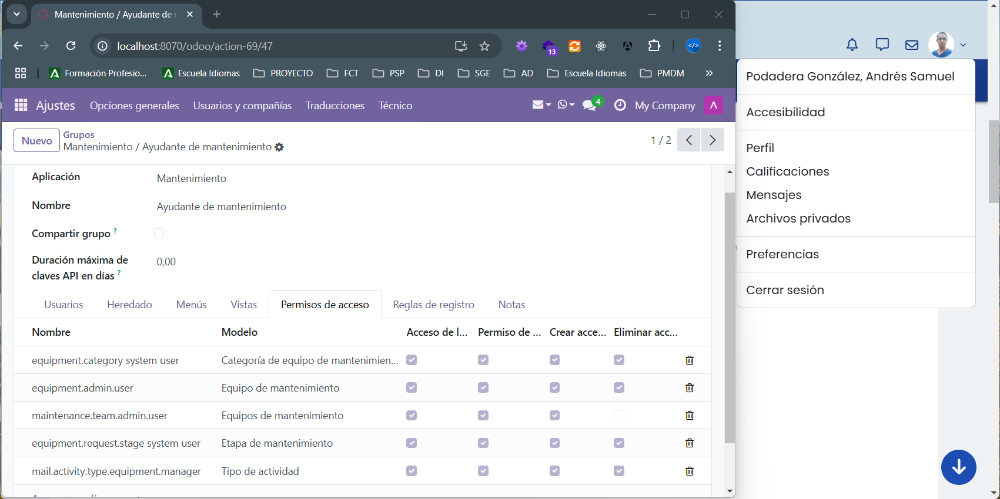 Mantenimiento / Ayudante de
localhost:8070/odoo/action-69/47
13
Formación Profesio...
Escuela Idiomas
PROYECTO
FCT
PSP
DI
SGE
AD
Escuela Idiomas
PMDM
»
Ajustes
Opciones generales
Usuarios y compañías
Traducciones
Técnico
4
My Company
A
Nuevo
Grupos
Mantenimiento / Ayudante de mantenimiento
1 / 2
Aplicación
Mantenimiento
Nombre
Ayudante de mantenimiento
Compartir grupo ?
Duración máxima de
claves API en días ?
0,00
Usuarios
Heredado
Menús
Vistas
Permisos de acceso
Reglas de registro
Notas
Nombre
Modelo
Acceso de l...
Permiso de ...
Crear acce...
Eliminar acc...
equipment.category system user
Categoría de equipo de mantenimien...
equipment.admin.user
Equipo de mantenimiento
maintenance.team.admin.user
Equipos de mantenimiento
equipment.request.stage system user
Etapa de mantenimiento
mail.activity.type.equipment.manager
Tipo de actividad
Podadera González, Andrés Samuel
Accesibilidad
Perfil
Calificaciones
Mensajes
Archivos privados
Preferencias
Cerrar sesión